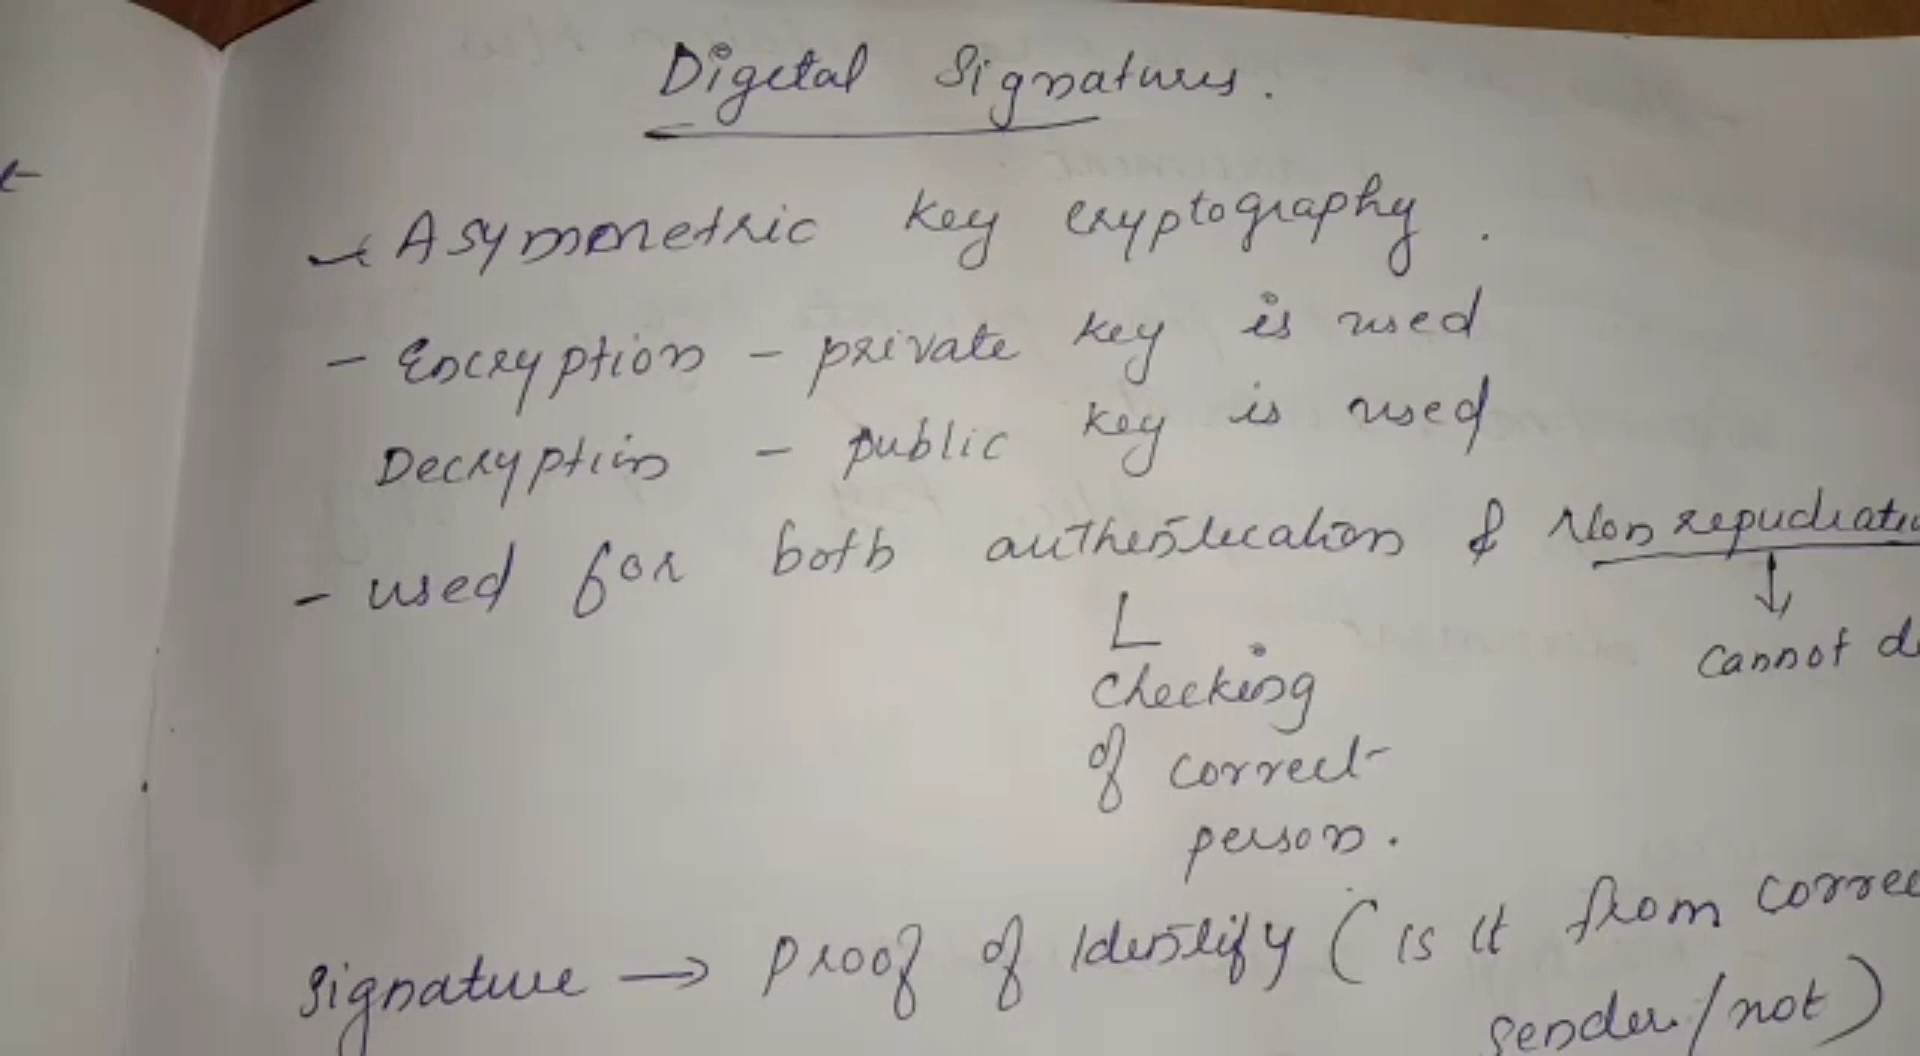 Digital Signatures.
- Asymmetric key cryptography.
- Encryption - private key is used
Decryption - public key is used
- used for both authentication & Non repudiatio
↓
cannot de
L
Checking
of correct
person.
Signature → proof of Identify ( is it from correc
sender/not)